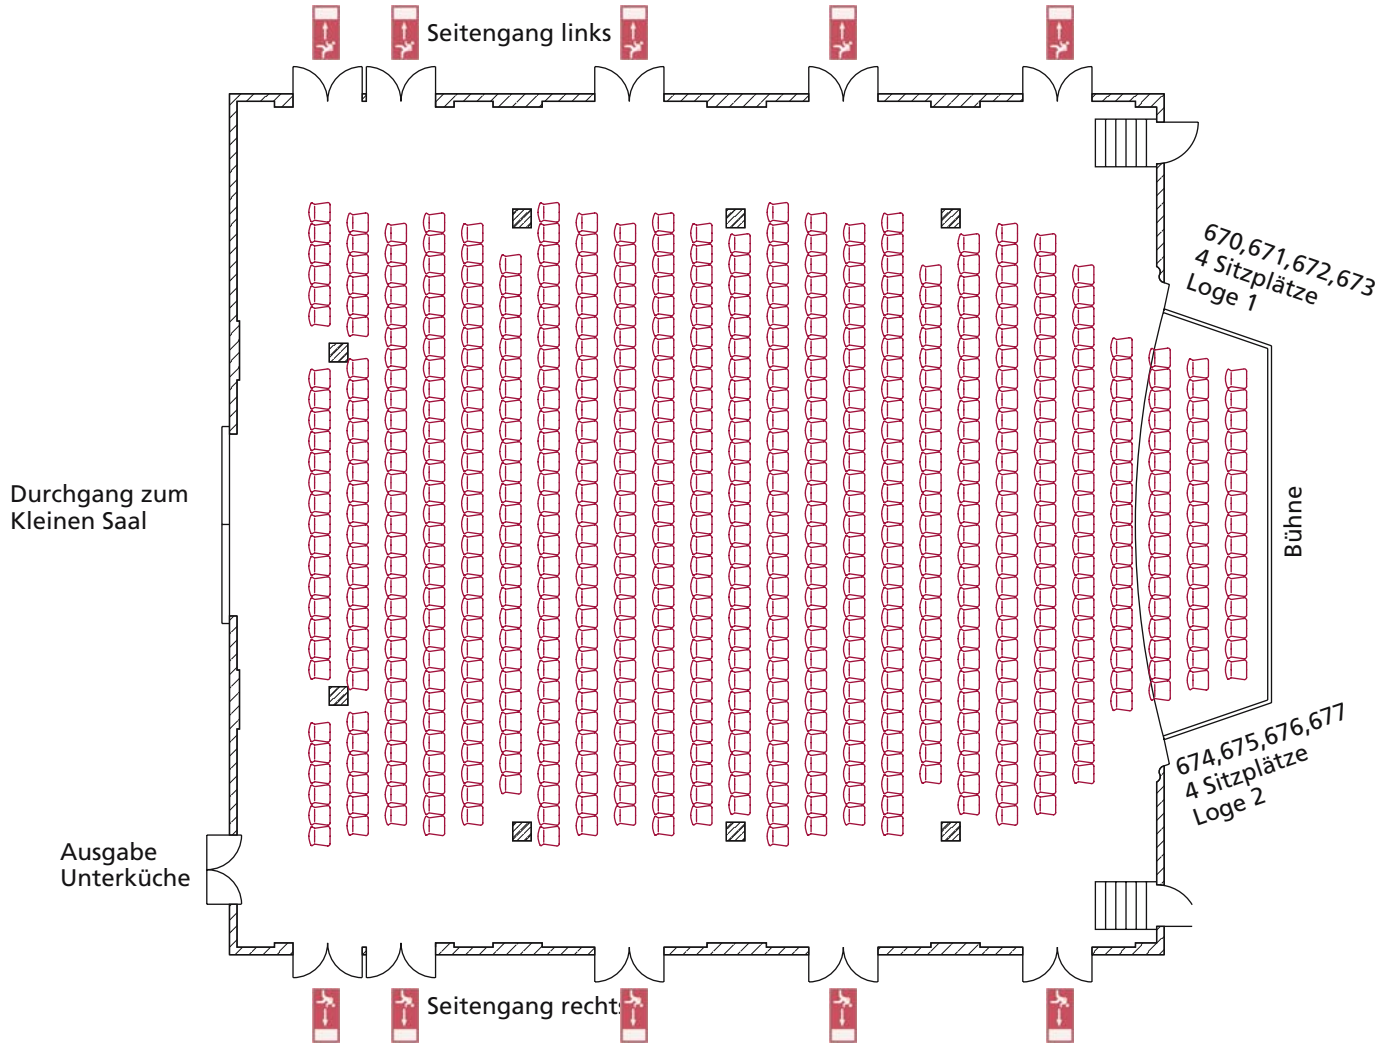 Seitengang links
670,671,672,673
4 Sitzplätze
Loge 1
Durchgang zum
Kleinen Saal
Bühne
674,675,676,677
4 Sitzplätze
Loge 2
Ausgabe
Unterküche
Seitengang rechts